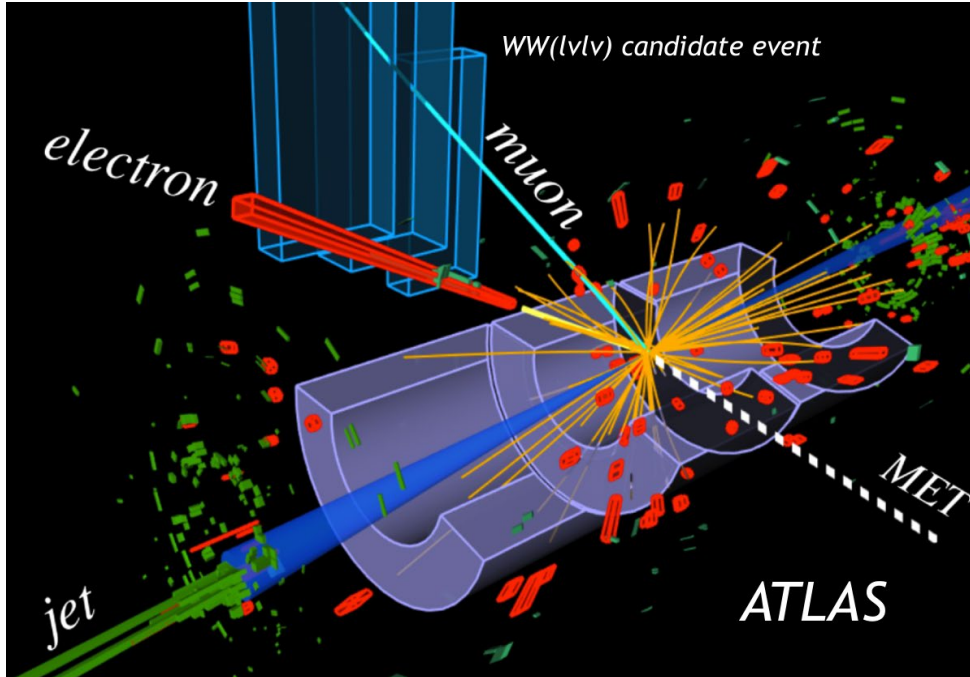 WW(lvlv) candidate event
electron
muon
MET
jet
ATLAS